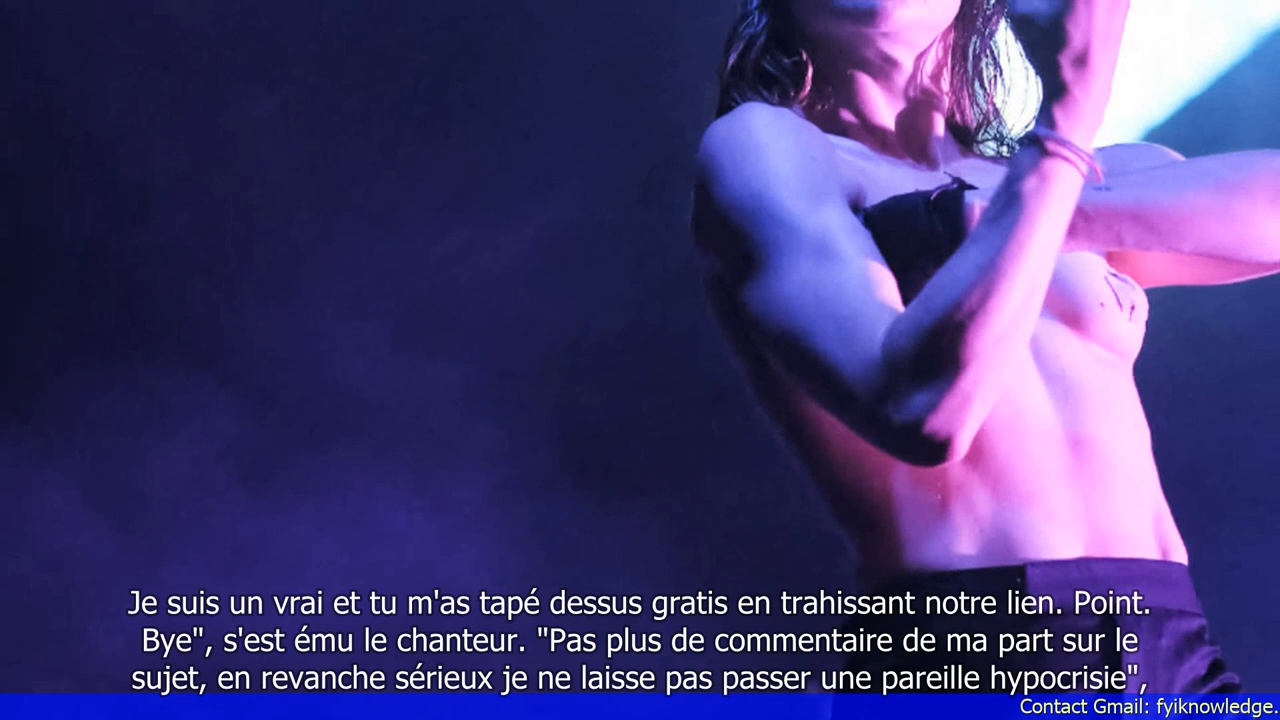 Je suis un vrai et tu m'as tapé dessus gratis en trahissant notre lien. Point.
Bye", s'est ému le chanteur. "Pas plus de commentaire de ma part sur le
sujet, en revanche sérieux je ne laisse pas passer une pareille hypocrisie",
Contact Gmail: fyiknowledge.